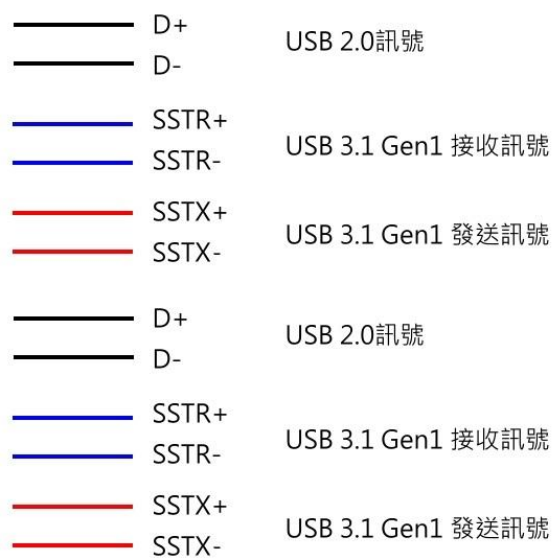 D+
USB 2.0訊號
D-
SSTR+
USB 3.1 Gen1 接收訊號
SSTR-
SSTX+
USB 3.1 Gen1 發送訊號
SSTX-
D+
USB 2.0訊號
D-
SSTR+
USB 3.1 Gen1 接收訊號
SSTR-
SSTX+
USB 3.1 Gen1 發送訊號
SSTX-